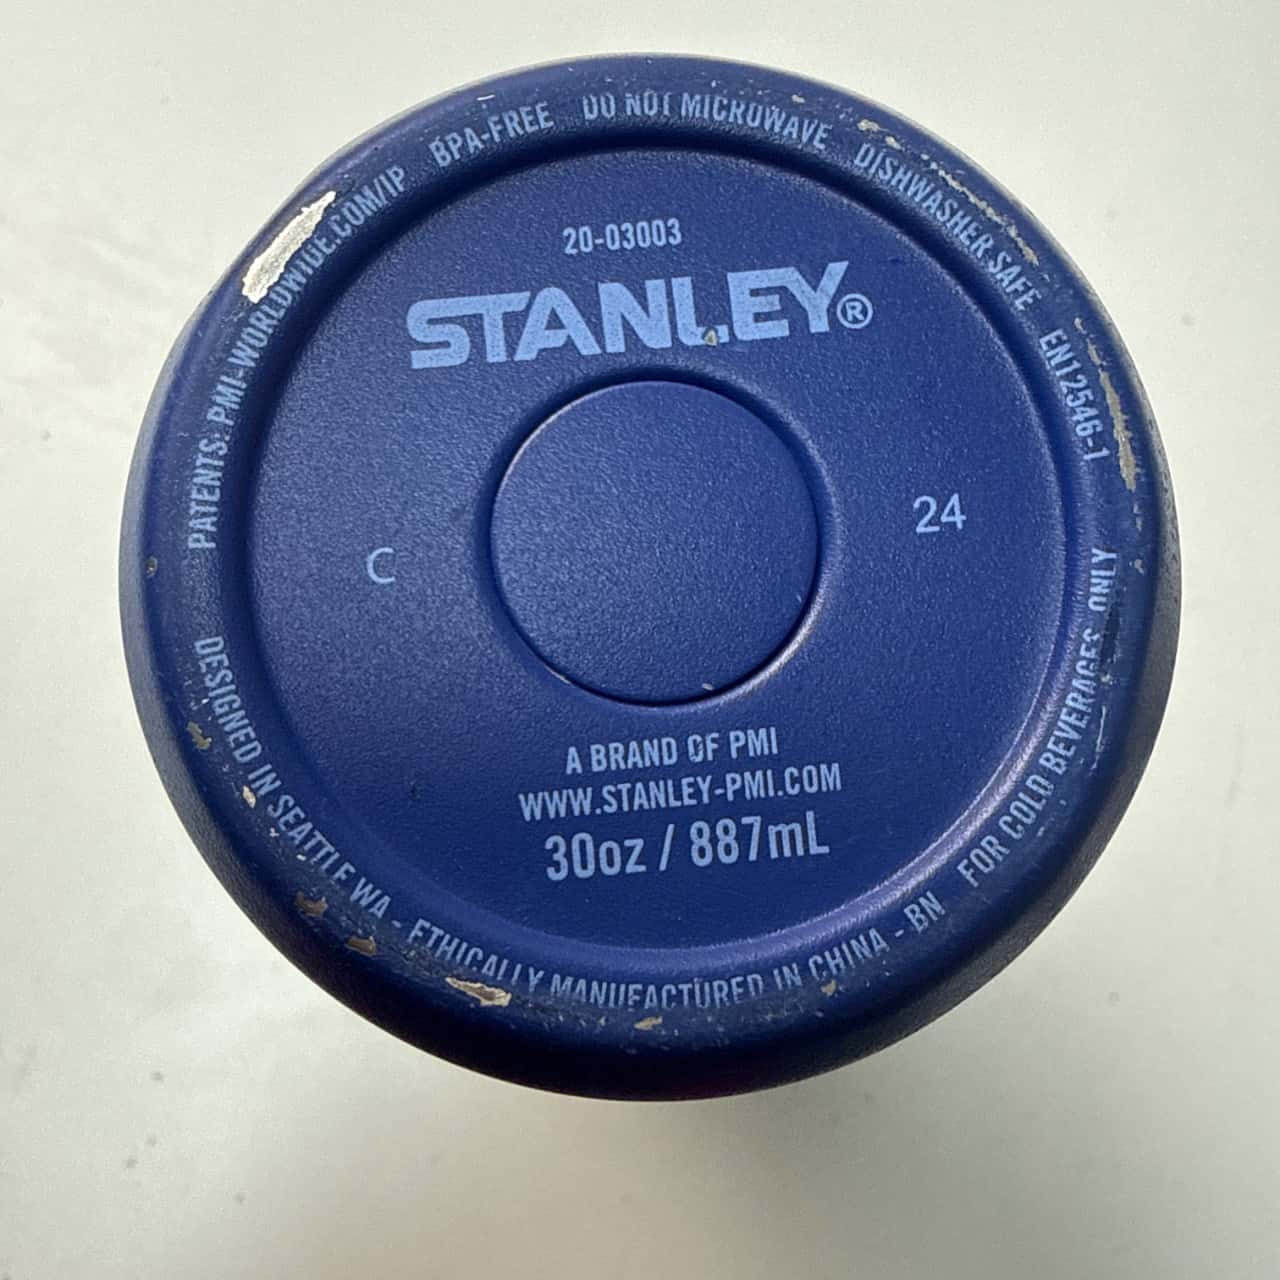 PATENTS: PMI-WORLDWIDE.COM/IP BPA-FREE DO NOT MICROWAVE DISHWASHER SAFE EN12546-1
20-03003
STANLEY®
C
24
A BRAND OF PMI
WWW.STANLEY-PMI.COM
30oz / 887mL
DESIGNED IN SEATTLE WA - ETHICALLY MANUFACTURED IN CHINA - BN FOR COLD BEVERAGES ONLY